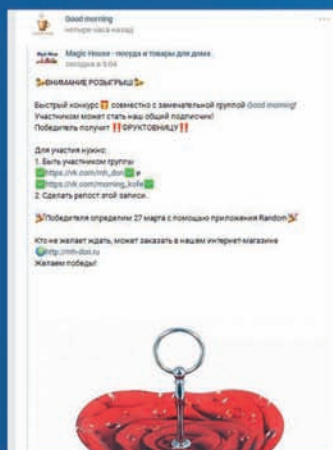 Good morning
четыре часа назад
Magic House - посуда и товары для дома
сегодня в 5:04
ВНИМАНИЕ РОЗЫГРЫШ
Быстрый конкурс совместно с замечательной группой Good morning!
Участником может стать наш общий подписчик!
Победитель получит ‼ФРУКТОВНИЦУ‼
Для участия нужно:
1. Быть участником группы
✅https://vk.com/mh_don✅ и
✅https://vk.com/morning_kofe✅
2. Сделать репост этой записи.
Победителя определим 27 марта с помощью приложения Random
Кто не желает ждать, может заказать в нашем интернет-магазине
http://mh-don.ru
Желаем победы!